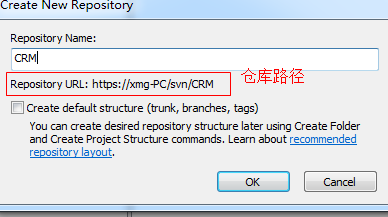 Create New Repository
Repository Name:
CRM
Repository URL: https://xmg-PC/svn/CRM
仓库路径
Create default structure (trunk, branches, tags)
You can create desired repository structure later using Create Folder
and Create Project Structure commands. Learn about recommended
repository layout.
OK
Cancel